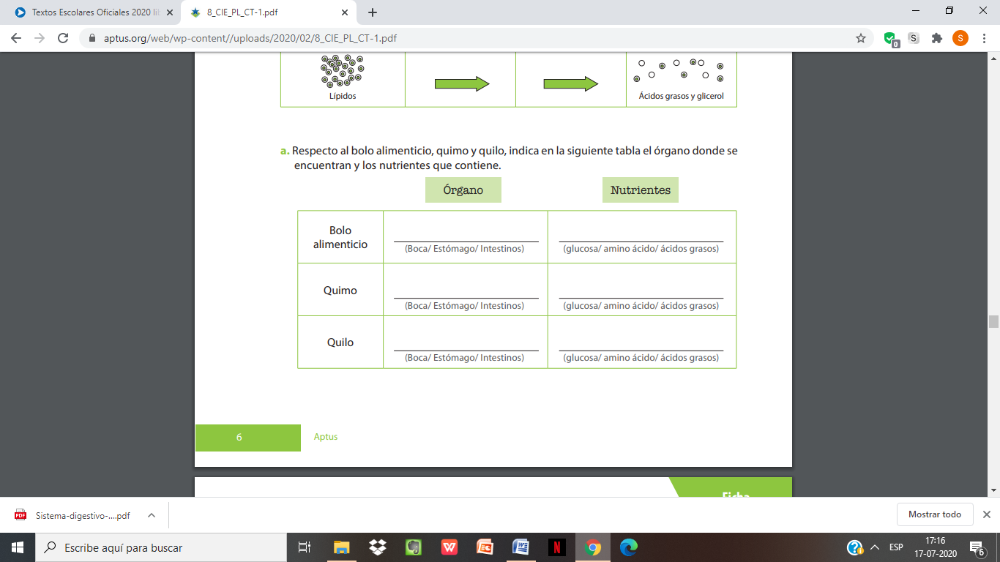 Textos Escolares Oficiales 2020 li
8_CIE_PL_CT-1.pdf
aptus.org/web/wp-content//uploads/2020/02/8_CIE_PL_CT-1.pdf
0
S
S
Lípidos
Ácidos grasos y glicerol
a. Respecto al bolo alimenticio, quimo y quilo, indica en la siguiente tabla el órgano donde se
encuentran y los nutrientes que contiene.
Órgano
Nutrientes
Bolo
alimenticio
(Boca/ Estómago/ Intestinos)
(glucosa/ amino ácido/ ácidos grasos)
Quimo
(Boca/ Estómago/ Intestinos)
(glucosa/ amino ácido/ ácidos grasos)
Quilo
(Boca/ Estómago/ Intestinos)
(glucosa/ amino ácido/ ácidos grasos)
6
Aptus
Ficha
PDF
Sistema-digestivo-....pdf
Mostrar todo
Escribe aquí para buscar
ESP
17:16
17-07-2020
6